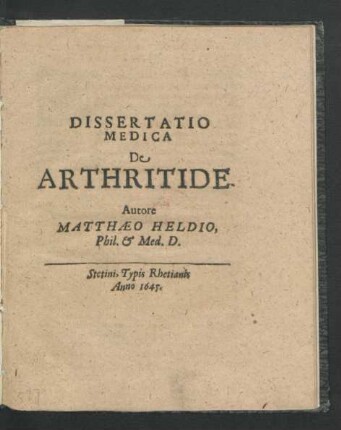 DISSERTATIO
MEDICA
De
ARTHRITIDE.
Autore
MATTHÆO HELDIO,
Phil. & Med. D.
Stetini, Typis Rhetianis
Anno 1645.